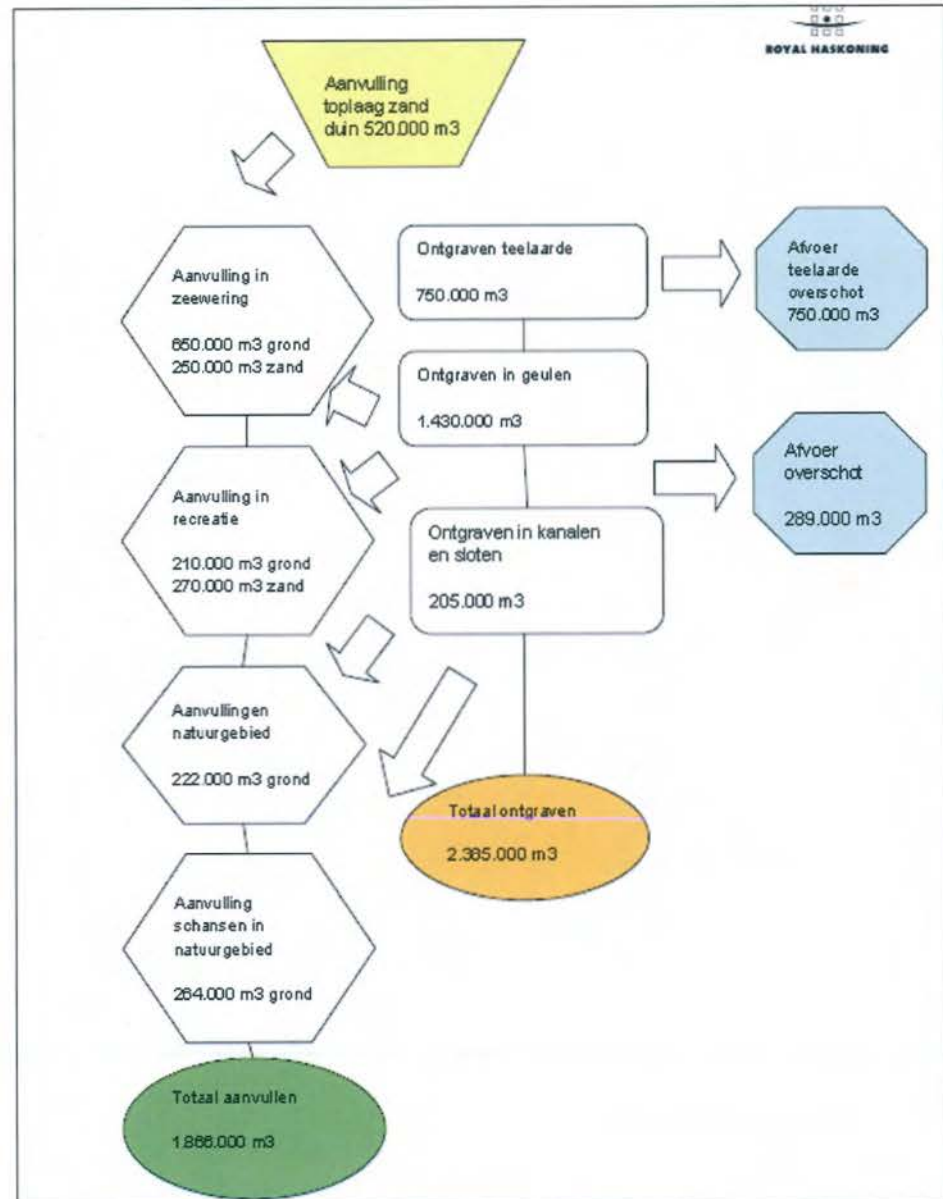 ROYAL HASKONING
Aanvulling
toplaag zand
duin 520.000 m3
Aanvulling in
zeewering
650.000 m3 grond
250.000 m3 zand
Ontgraven teelaarde
750.000 m3
Afvoer
teelaarde
overschot
750.000 m3
Ontgraven in geulen
1.430.000 m3
Aanvulling in
recreatie
210.000 m3 grond
270.000 m3 zand
Afvoer
overschot
289.000 m3
Ontgraven in kanalen
en sloten
205.000 m3
Aanvullingen
natuurgebied
222.000 m3 grond
Totaal ontgraven
2.385.000 m3
Aanvulling
schansen in
natuurgebied
264.000 m3 grond
Totaal aanvullen
1.866.000 m3